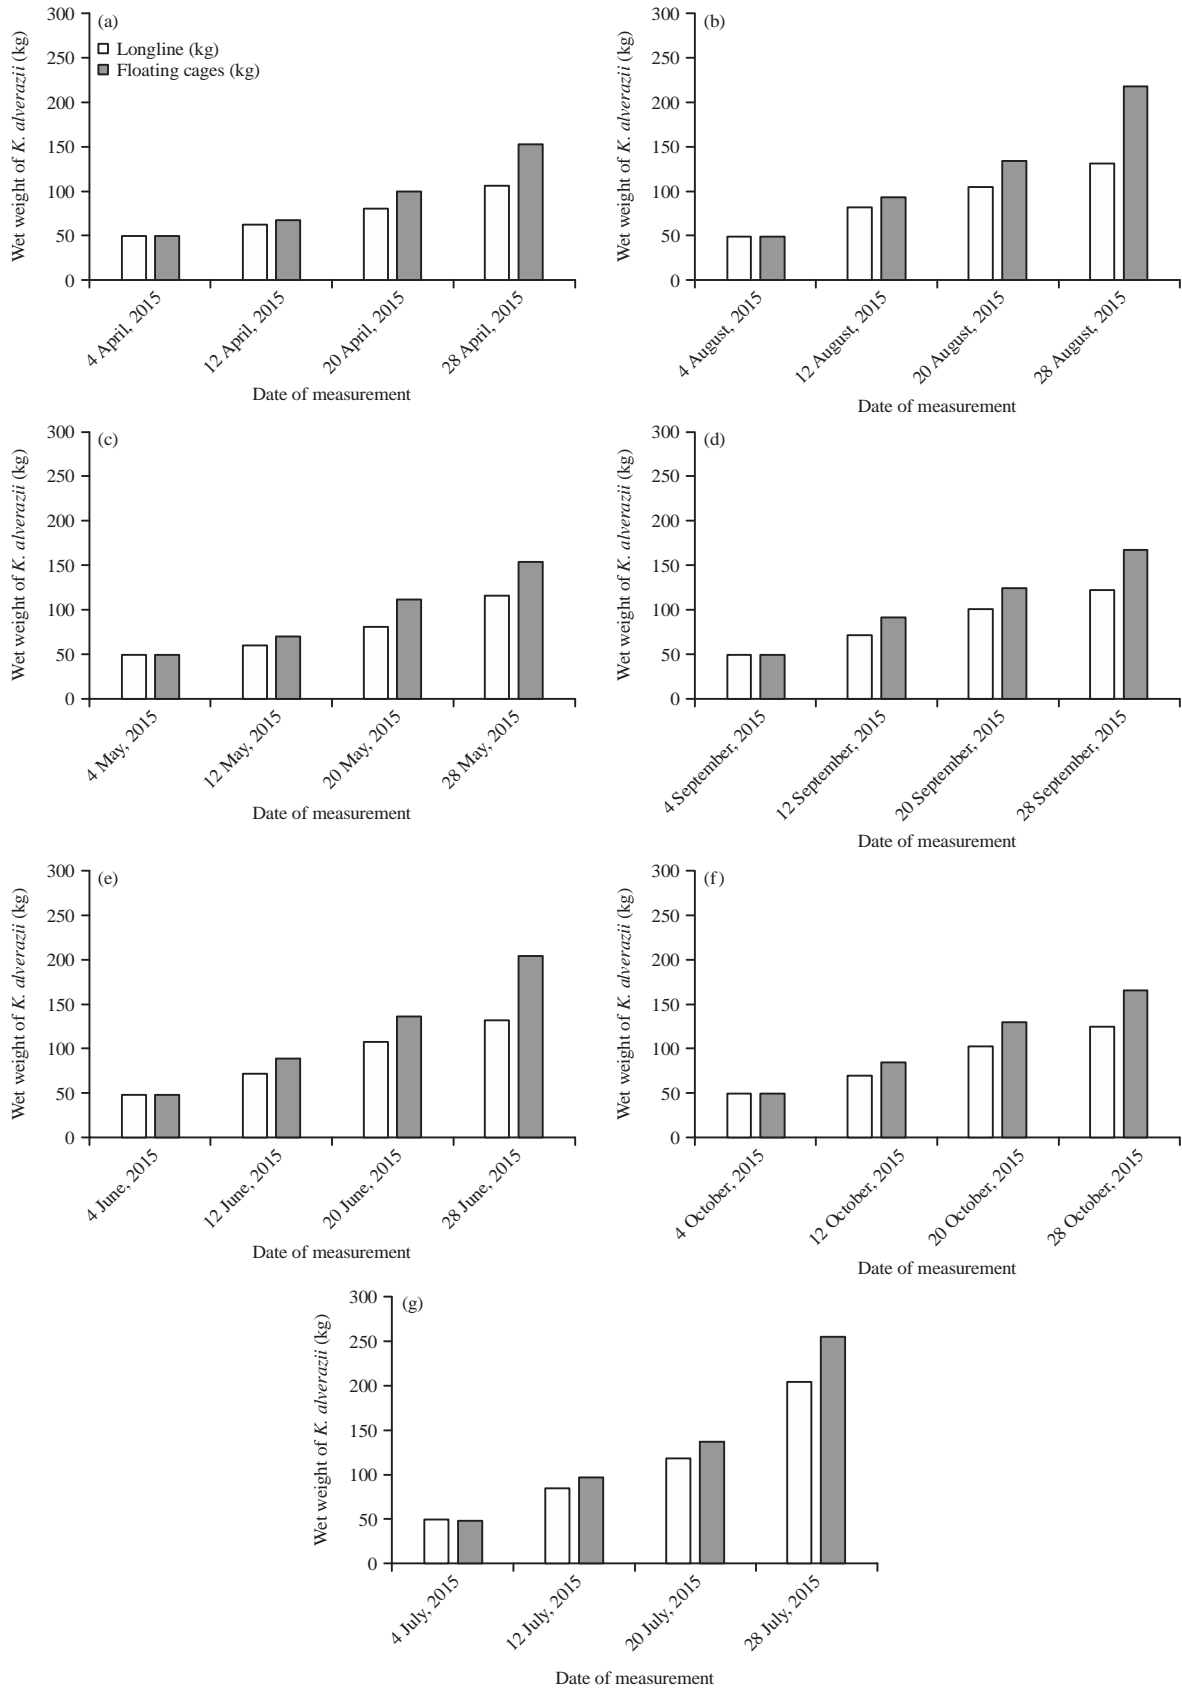 (a)
Longline (kg)
Floating cages (kg)
Wet weight of K. alverazii (kg)
300
250
200
150
100
50
0
4 April, 2015
12 April, 2015
20 April, 2015
28 April, 2015
Date of measurement
(b)
Wet weight of K. alverazii (kg)
300
250
200
150
100
50
0
4 August, 2015
12 August, 2015
20 August, 2015
28 August, 2015
Date of measurement
(c)
Wet weight of K. alverazii (kg)
300
250
200
150
100
50
0
4 May, 2015
12 May, 2015
20 May, 2015
28 May, 2015
Date of measurement
(d)
Wet weight of K. alverazii (kg)
300
250
200
150
100
50
0
4 September, 2015
12 September, 2015
20 September, 2015
28 September, 2015
Date of measurement
(e)
Wet weight of K. alverazii (kg)
300
250
200
150
100
50
0
4 June, 2015
12 June, 2015
20 June, 2015
28 June, 2015
Date of measurement
(f)
Wet weight of K. alverazii (kg)
300
250
200
150
100
50
0
4 October, 2015
12 October, 2015
20 October, 2015
28 October, 2015
Date of measurement
(g)
Wet weight of K. alverazii (kg)
300
250
200
150
100
50
0
4 July, 2015
12 July, 2015
20 July, 2015
28 July, 2015
Date of measurement